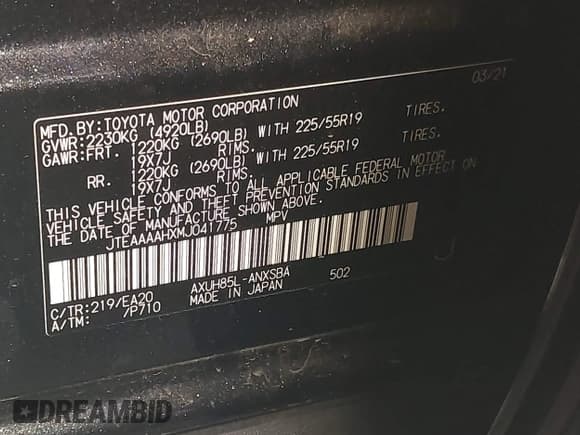 03/21
MFD.BY:TOYOTA MOTOR CORPORATION
GVWR:2230KG (4920LB)
GAWR:FRT. 1220KG (2690LB) WITH 225/55R19 TIRES.
19X7J RIMS.
RR. 1220KG (2690LB) WITH 225/55R19 TIRES.
19X7J RIMS.
THIS VEHICLE CONFORMS TO ALL APPLICABLE FEDERAL MOTOR
VEHICLE SAFETY AND THEFT PREVENTION STANDARDS IN EFFECT ON
THE DATE OF MANUFACTURE SHOWN ABOVE.
JTEAAAAHXMJ041775 MPV
C/TR:219/EA20 AXUH85L-ANXSBA 502
A/TM: /P710 MADE IN JAPAN
DREAMBID